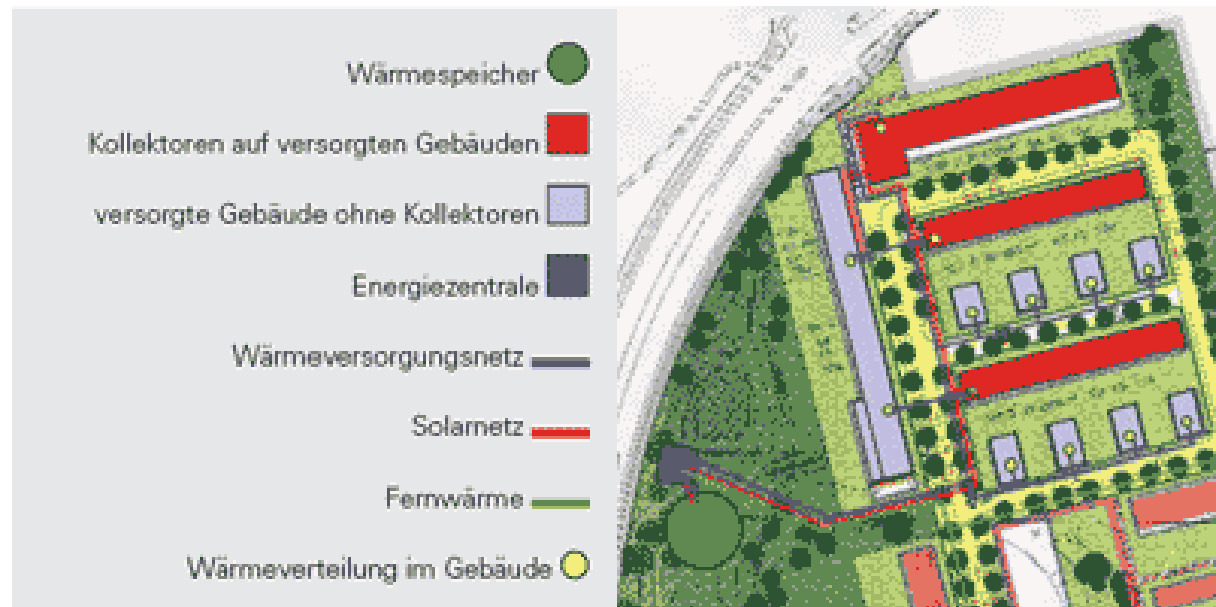 Wärmespeicher
Kollektoren auf versorgten Gebäuden
versorgte Gebäude ohne Kollektoren
Energiezentrale
Wärmeversorgungsnetz
Solarnetz
Fernwärme
Wärmeverteilung im Gebäude